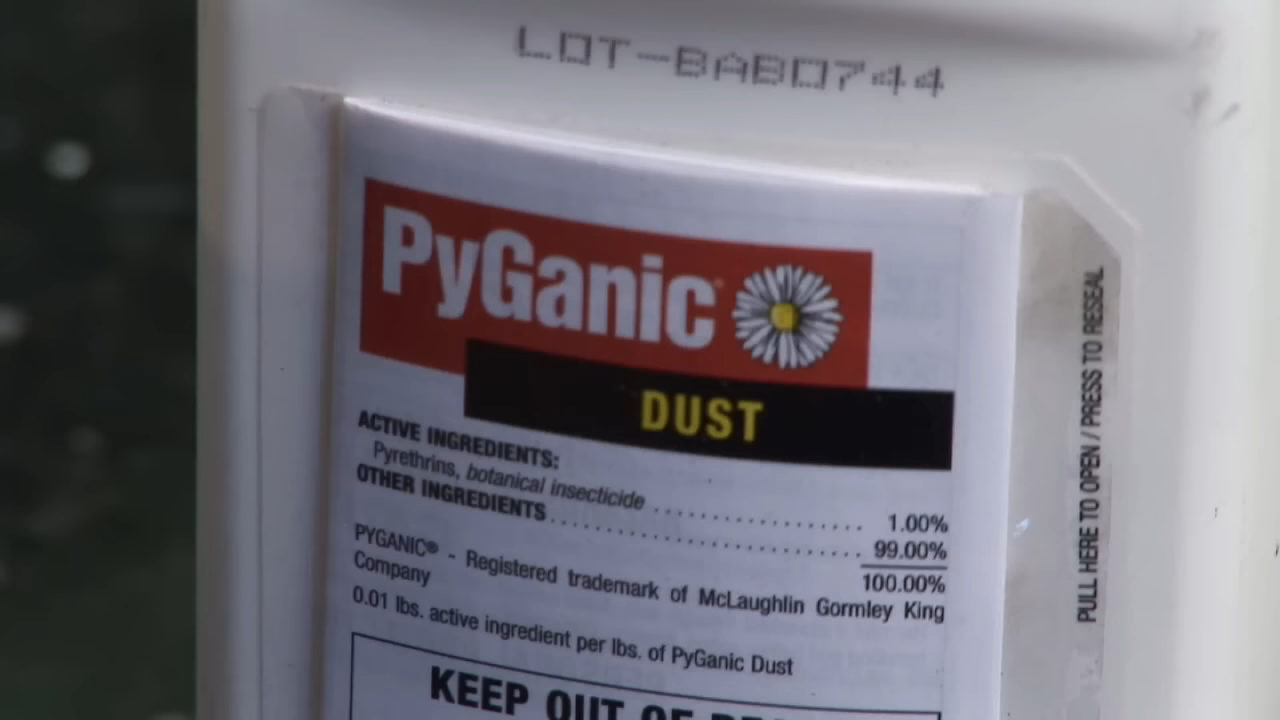 LOT-BAB0744
PyGanic
DUST
ACTIVE INGREDIENTS:
Pyrethrins, botanical insecticide .................... 1.00%
OTHER INGREDIENTS .............................. 99.00%
100.00%
PYGANIC® - Registered trademark of McLaughlin Gormley King
Company
0.01 lbs. active ingredient per lbs. of PyGanic Dust
KEEP OUT OF
PULL HERE TO OPEN / PRESS TO RESEAL